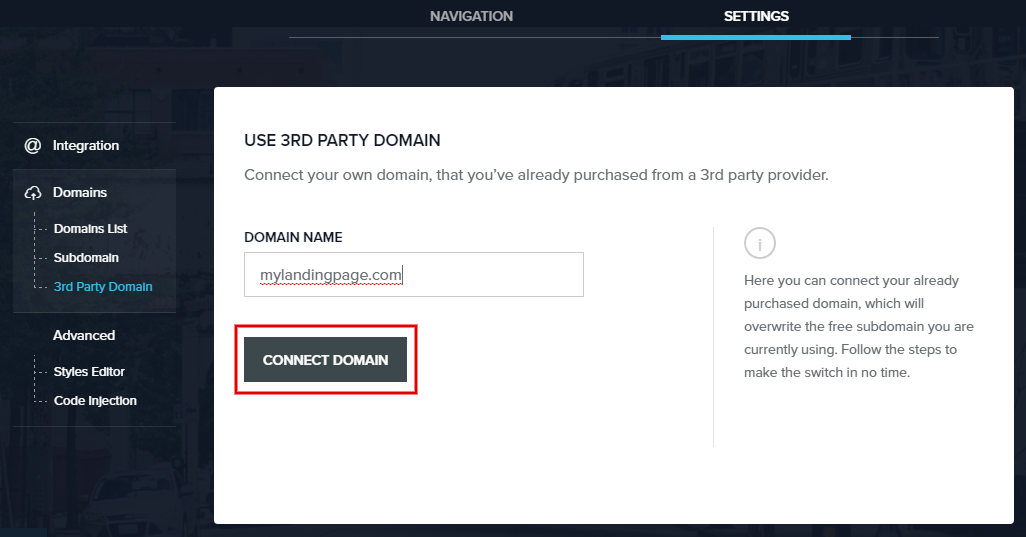 NAVIGATION
SETTINGS
Integration
Domains
Domains List
Subdomain
3rd Party Domain
Advanced
Styles Editor
Code Injection
USE 3RD PARTY DOMAIN
Connect your own domain, that you've already purchased from a 3rd party provider.
DOMAIN NAME
mylandingpage.com
CONNECT DOMAIN
Here you can connect your already
purchased domain, which will
overwrite the free subdomain you are
currently using. Follow the steps to
make the switch in no time.